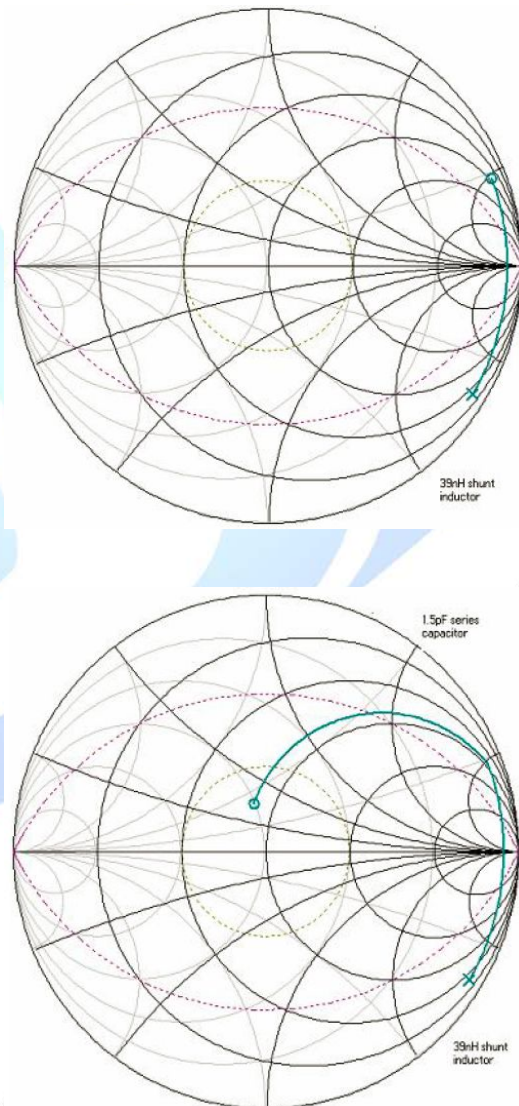 39nH shunt
inductor
1.5pF series
capacitor
39nH shunt
inductor